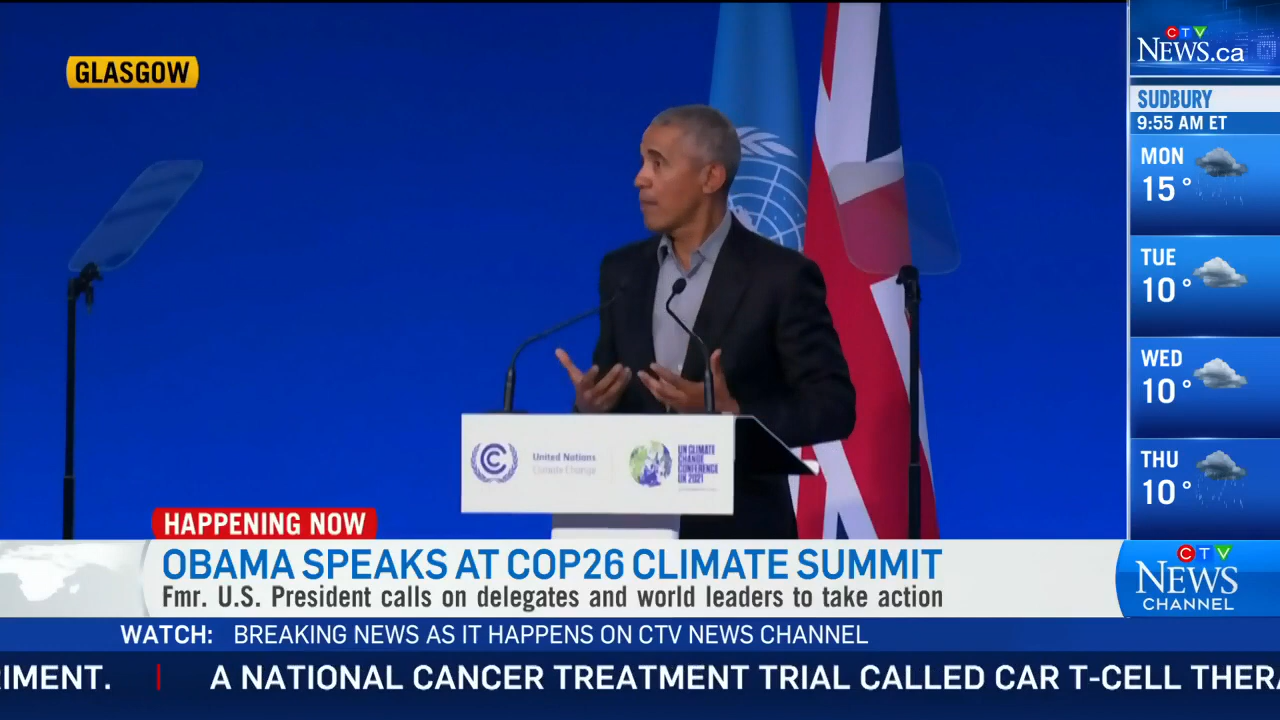 GLASGOW
CTV
NEWS.ca
SUDBURY
9:55 AM ET
MON
15°
TUE
10°
WED
10°
THU
10°
United Nations
Climate Change
UN CLIMATE
CHANGE
CONFERENCE
UK 2021
HAPPENING NOW
OBAMA SPEAKS AT COP26 CLIMATE SUMMIT
Fmr. U.S. President calls on delegates and world leaders to take action
CTV
NEWS
CHANNEL
WATCH: BREAKING NEWS AS IT HAPPENS ON CTV NEWS CHANNEL
RIMENT. | A NATIONAL CANCER TREATMENT TRIAL CALLED CAR T-CELL THERA